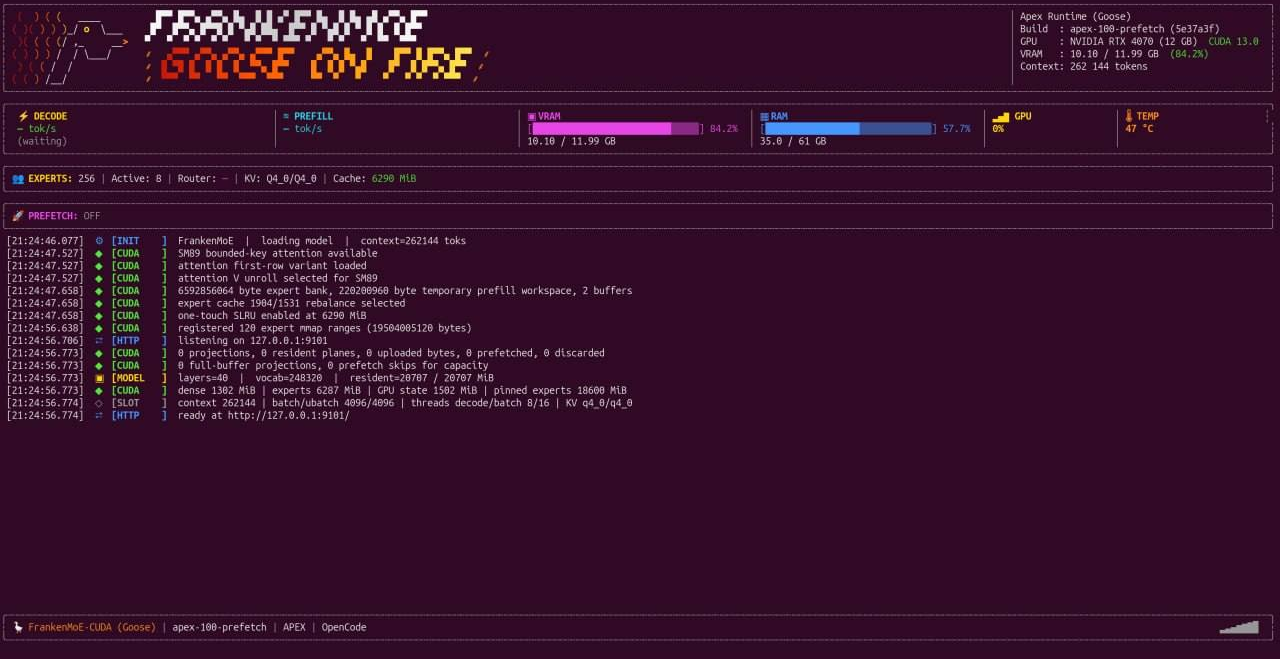 FRANKENMOE
GOOSE ON FIRE
Apex Runtime (Goose)
Build : apex-100-prefetch (5e37a3f)
GPU : NVIDIA RTX 4070 (12 GB) CUDA 13.0
VRAM : 10.10 / 11.99 GB (84.2%)
Context: 262 144 tokens
DECODE
— tok/s
(waiting)
PREFILL
— tok/s
VRAM
[ ] 84.2%
10.10 / 11.99 GB
RAM
[ ] 57.7%
35.0 / 61 GB
GPU
0%
TEMP
47 °C
EXPERTS: 256 | Active: 8 | Router: — | KV: Q4_0/Q4_0 | Cache: 6290 MiB
PREFETCH: OFF
[21:24:46.077] [INIT ] FrankenMoE | loading model | context=262144 toks
[21:24:47.527] [CUDA ] SM89 bounded-key attention available
[21:24:47.527] [CUDA ] attention first-row variant loaded
[21:24:47.527] [CUDA ] attention V unroll selected for SM89
[21:24:47.658] [CUDA ] 6592856064 byte expert bank, 220200960 byte temporary prefill workspace, 2 buffers
[21:24:47.658] [CUDA ] expert cache 1904/1531 rebalance selected
[21:24:47.658] [CUDA ] one-touch SLRU enabled at 6290 MiB
[21:24:56.638] [CUDA ] registered 120 expert mmap ranges (19504005120 bytes)
[21:24:56.706] [HTTP ] listening on 127.0.0.1:9101
[21:24:56.773] [CUDA ] 0 projections, 0 resident planes, 0 uploaded bytes, 0 prefetched, 0 discarded
[21:24:56.773] [CUDA ] 0 full-buffer projections, 0 prefetch skips for capacity
[21:24:56.773] [MODEL ] layers=40 | vocab=248320 | resident=20707 / 20707 MiB
[21:24:56.773] [CUDA ] dense 1302 MiB | experts 6287 MiB | GPU state 1502 MiB | pinned experts 18600 MiB
[21:24:56.774] [SLOT ] context 262144 | batch/ubatch 4096/4096 | threads decode/batch 8/16 | KV q4_0/q4_0
[21:24:56.774] [HTTP ] ready at http://127.0.0.1:9101/
FrankenMoE-CUDA (Goose) | apex-100-prefetch | APEX | OpenCode